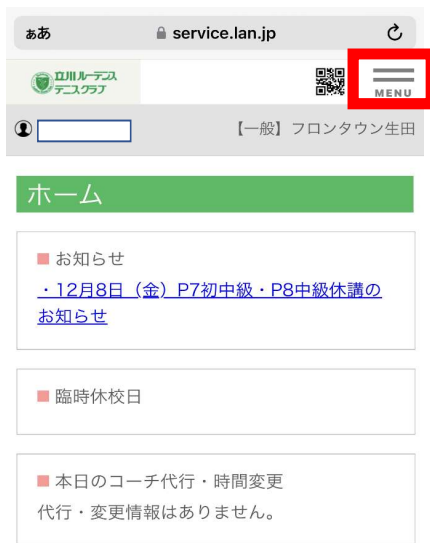 ぁあ
service.lan.jp
立川ルーデンス
テニスクラブ
MENU
【一般】フロンタウン生田
ホーム
お知らせ
・12月8日（金）P7初中級・P8中級休講の
お知らせ
臨時休校日
本日のコーチ代行・時間変更
代行・変更情報はありません。